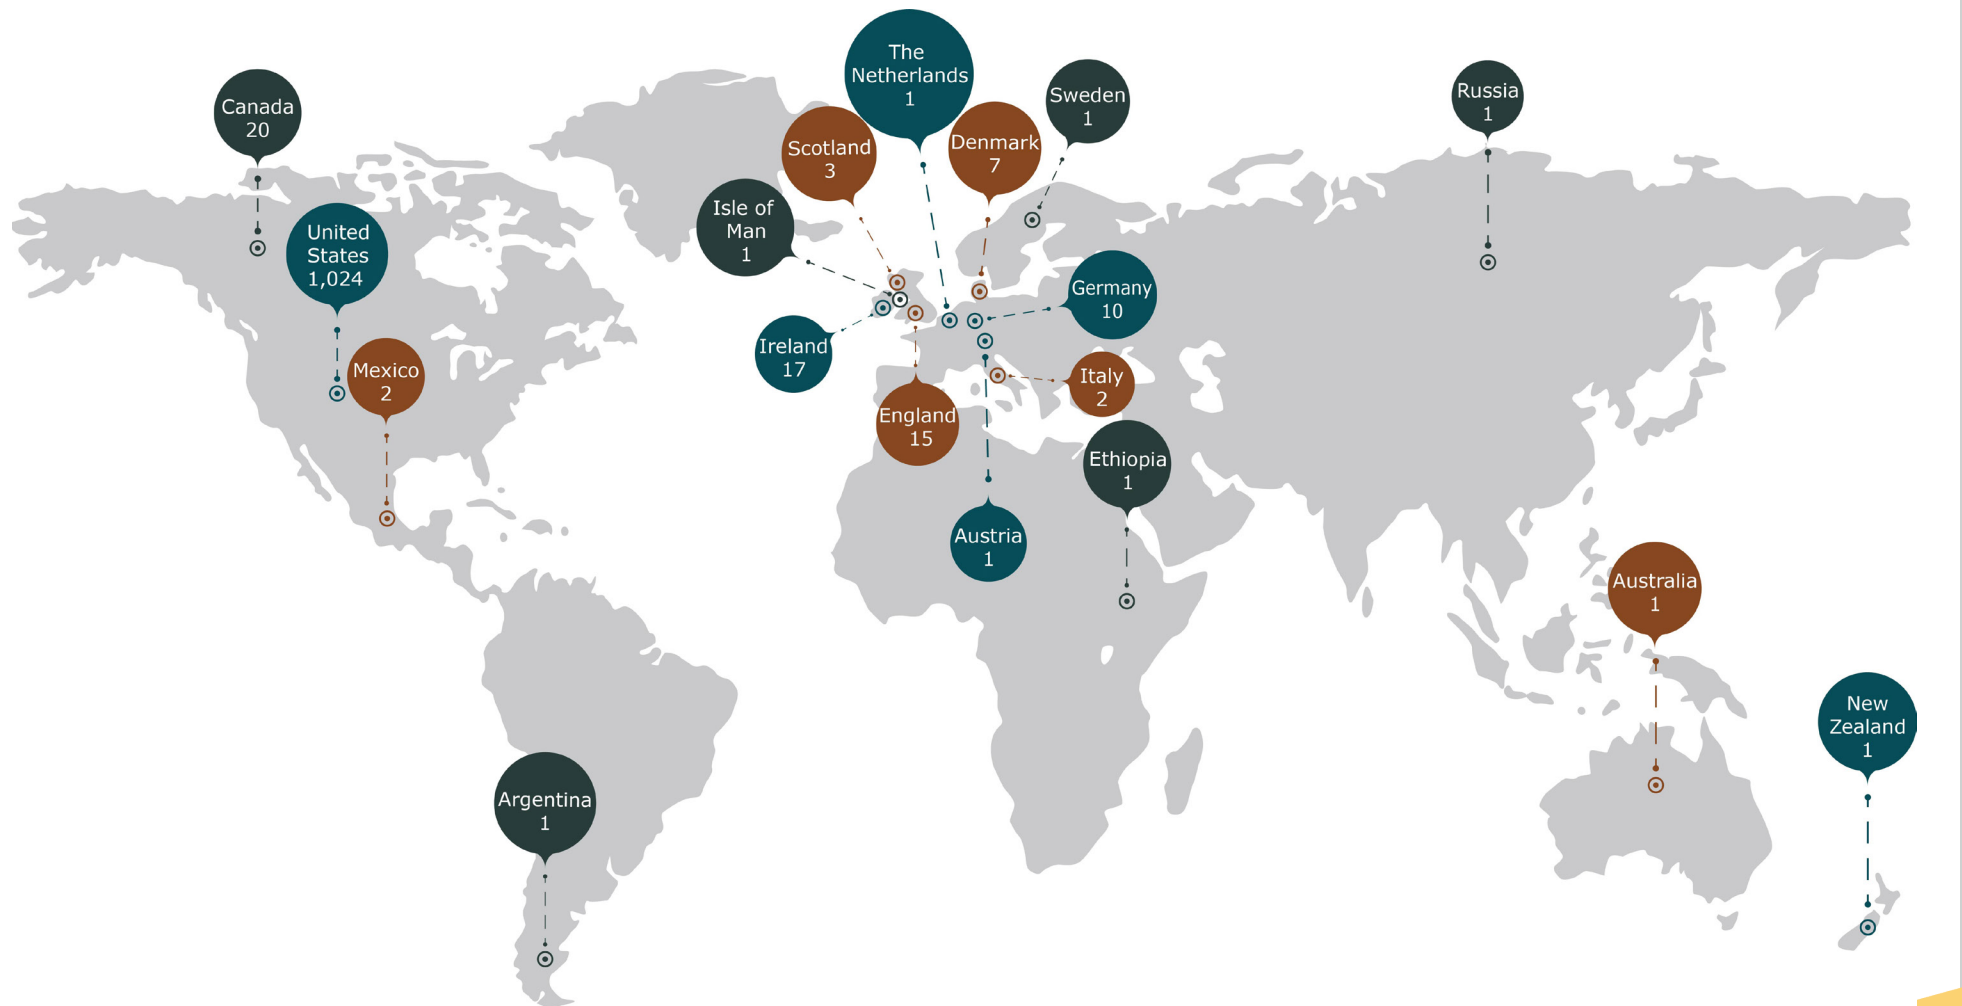 Canada
20
United
States
1,024
Mexico
2
Argentina
1
Isle of
Man
1
Scotland
3
The
Netherlands
1
Denmark
7
Sweden
1
Ireland
17
England
15
Germany
10
Italy
2
Austria
1
Ethiopia
1
Russia
1
Australia
1
New
Zealand
1